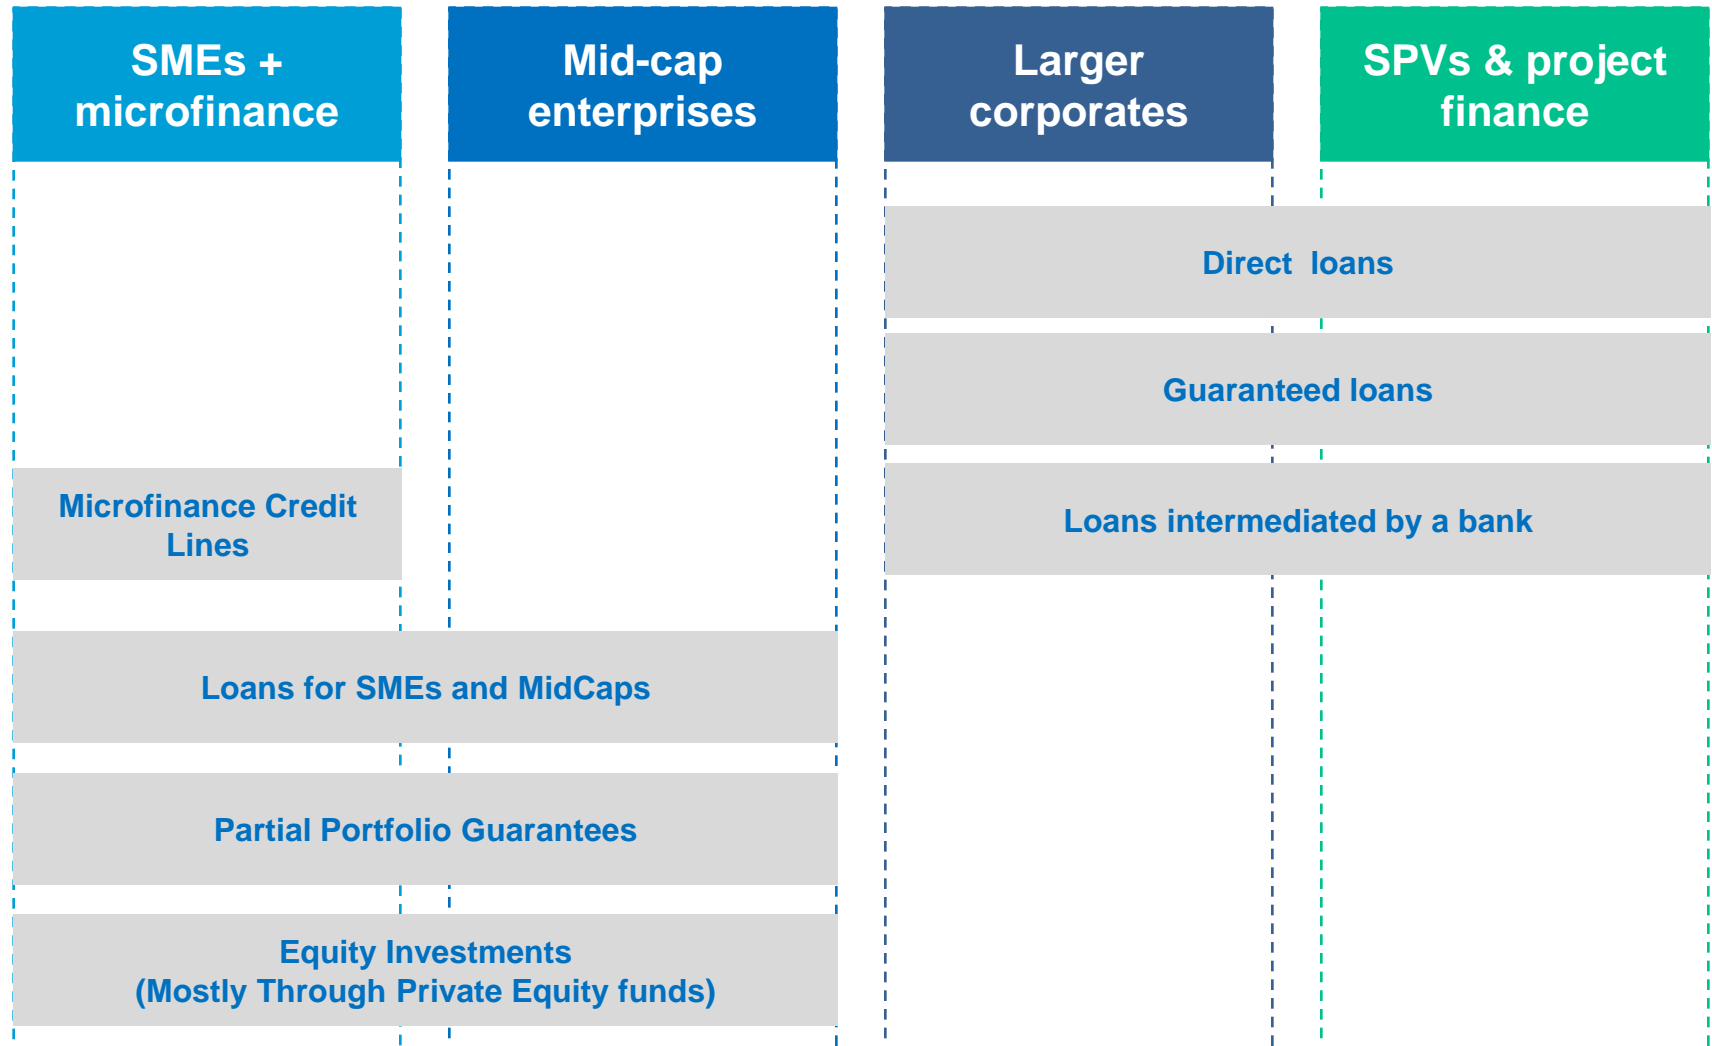 SMEs +
microfinance
Mid-cap
enterprises
Larger
corporates
SPVs & project
finance
Direct loans
Guaranteed loans
Microfinance Credit
Lines
Loans intermediated by a bank
Loans for SMEs and MidCaps
Partial Portfolio Guarantees
Equity Investments
(Mostly Through Private Equity funds)